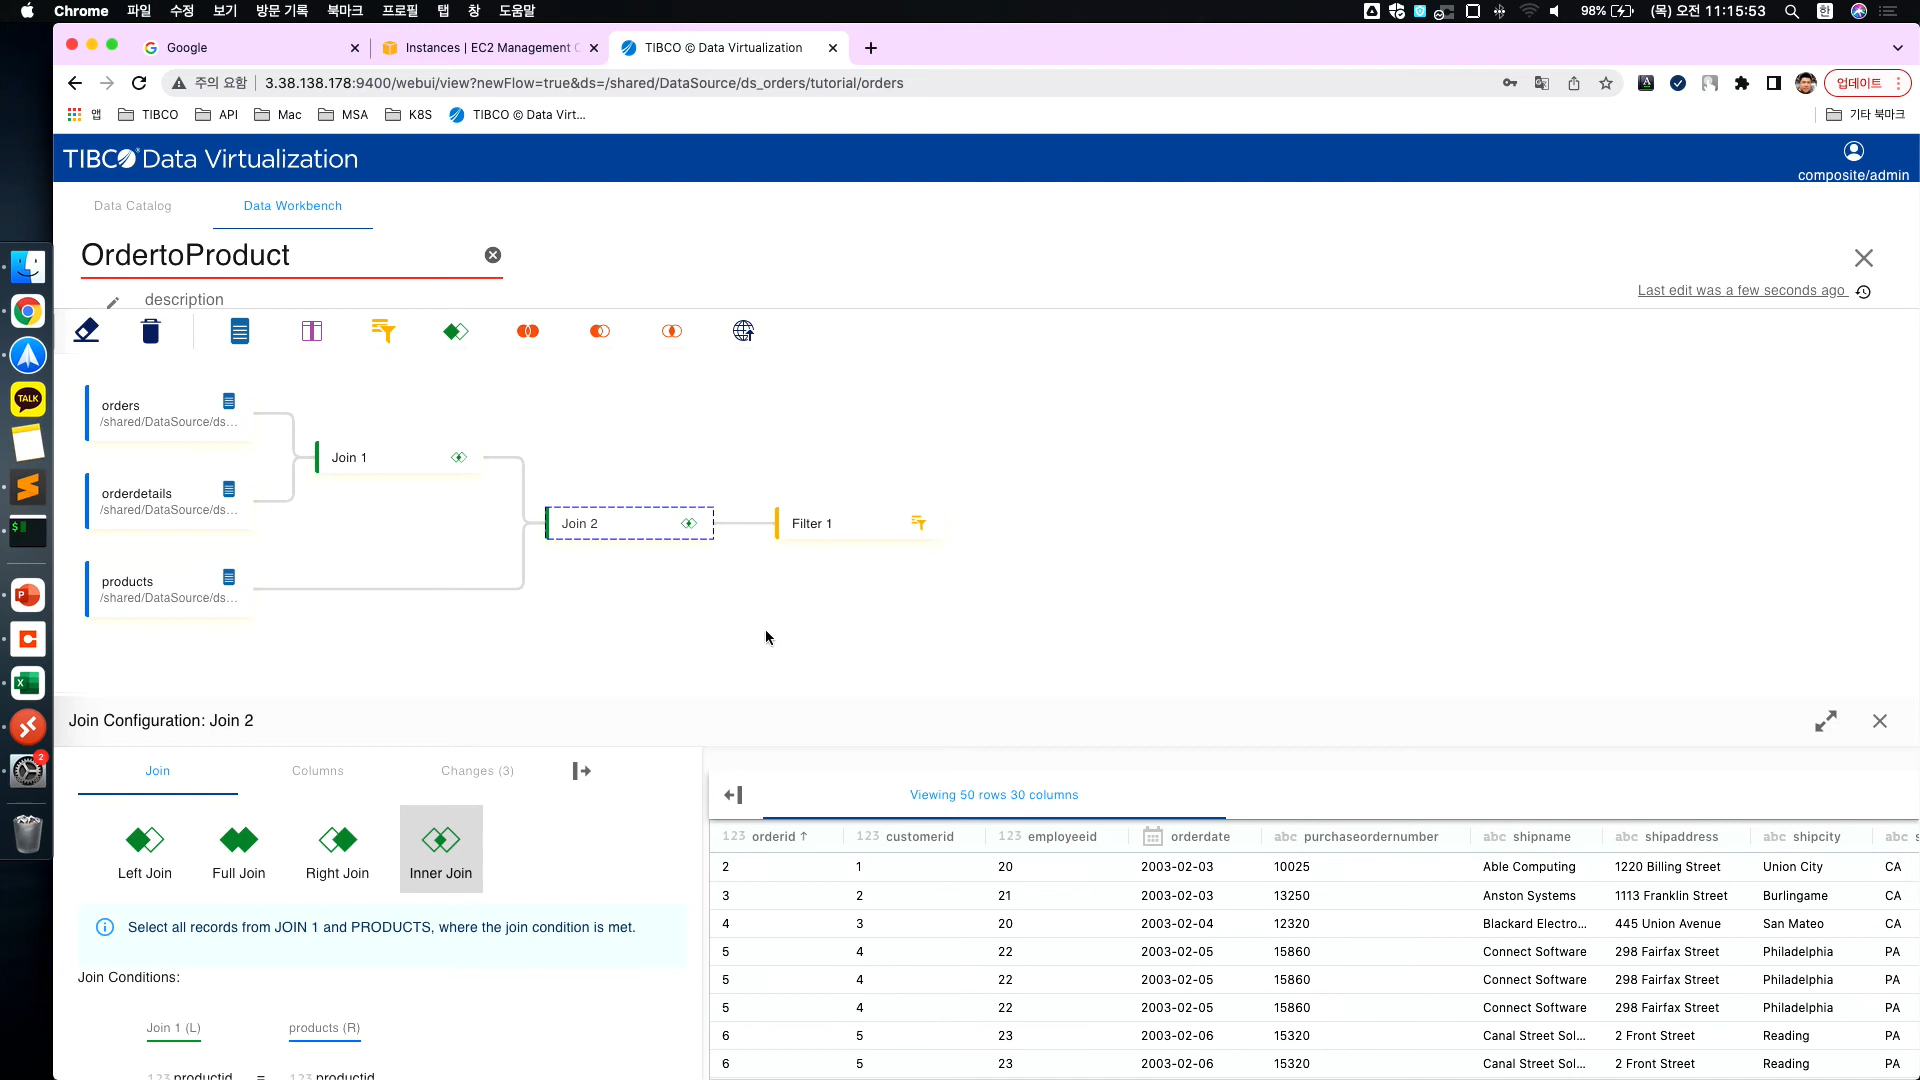 Chrome 파일 수정 보기 방문 기록 북마크 프로필 탭 창 도움말 98% (목) 오전 11:15:53 한
Google Instances | EC2 Management C TIBCO © Data Virtualization
주의 요함 3.38.138.178:9400/webui/view?newFlow=true&ds=/shared/DataSource/ds_orders/tutorial/orders 업데이트
앱 TIBCO API Mac MSA K8S TIBCO © Data Virt... 기타 북마크
TIBCO Data Virtualization
composite/admin
Data Catalog Data Workbench
OrdertoProduct
Last edit was a few seconds ago
description
orders
/shared/DataSource/ds...
Join 1
orderdetails
/shared/DataSource/ds...
Join 2 Filter 1
products
/shared/DataSource/ds...
TALK
2
Join Configuration: Join 2
Join Columns Changes (3)
Left Join Full Join Right Join Inner Join
Select all records from JOIN 1 and PRODUCTS, where the join condition is met.
Join Conditions:
Join 1 (L) products (R)
123 productid = 123 productid
Viewing 50 rows 30 columns
123 orderid 123 customerid 123 employeeid orderdate abc purchaseordernumber abc shipname abc shipaddress abc shipcity abc s
2 1 20 2003-02-03 10025 Able Computing 1220 Billing Street Union City CA
3 2 21 2003-02-03 13250 Anston Systems 1113 Franklin Street Burlingame CA
4 3 20 2003-02-04 12320 Blackard Electro... 445 Union Avenue San Mateo CA
5 4 22 2003-02-05 15860 Connect Software 298 Fairfax Street Philadelphia PA
5 4 22 2003-02-05 15860 Connect Software 298 Fairfax Street Philadelphia PA
5 4 22 2003-02-05 15860 Connect Software 298 Fairfax Street Philadelphia PA
6 5 23 2003-02-06 15320 Canal Street Sol... 2 Front Street Reading PA
6 5 23 2003-02-06 15320 Canal Street Sol... 2 Front Street Reading PA